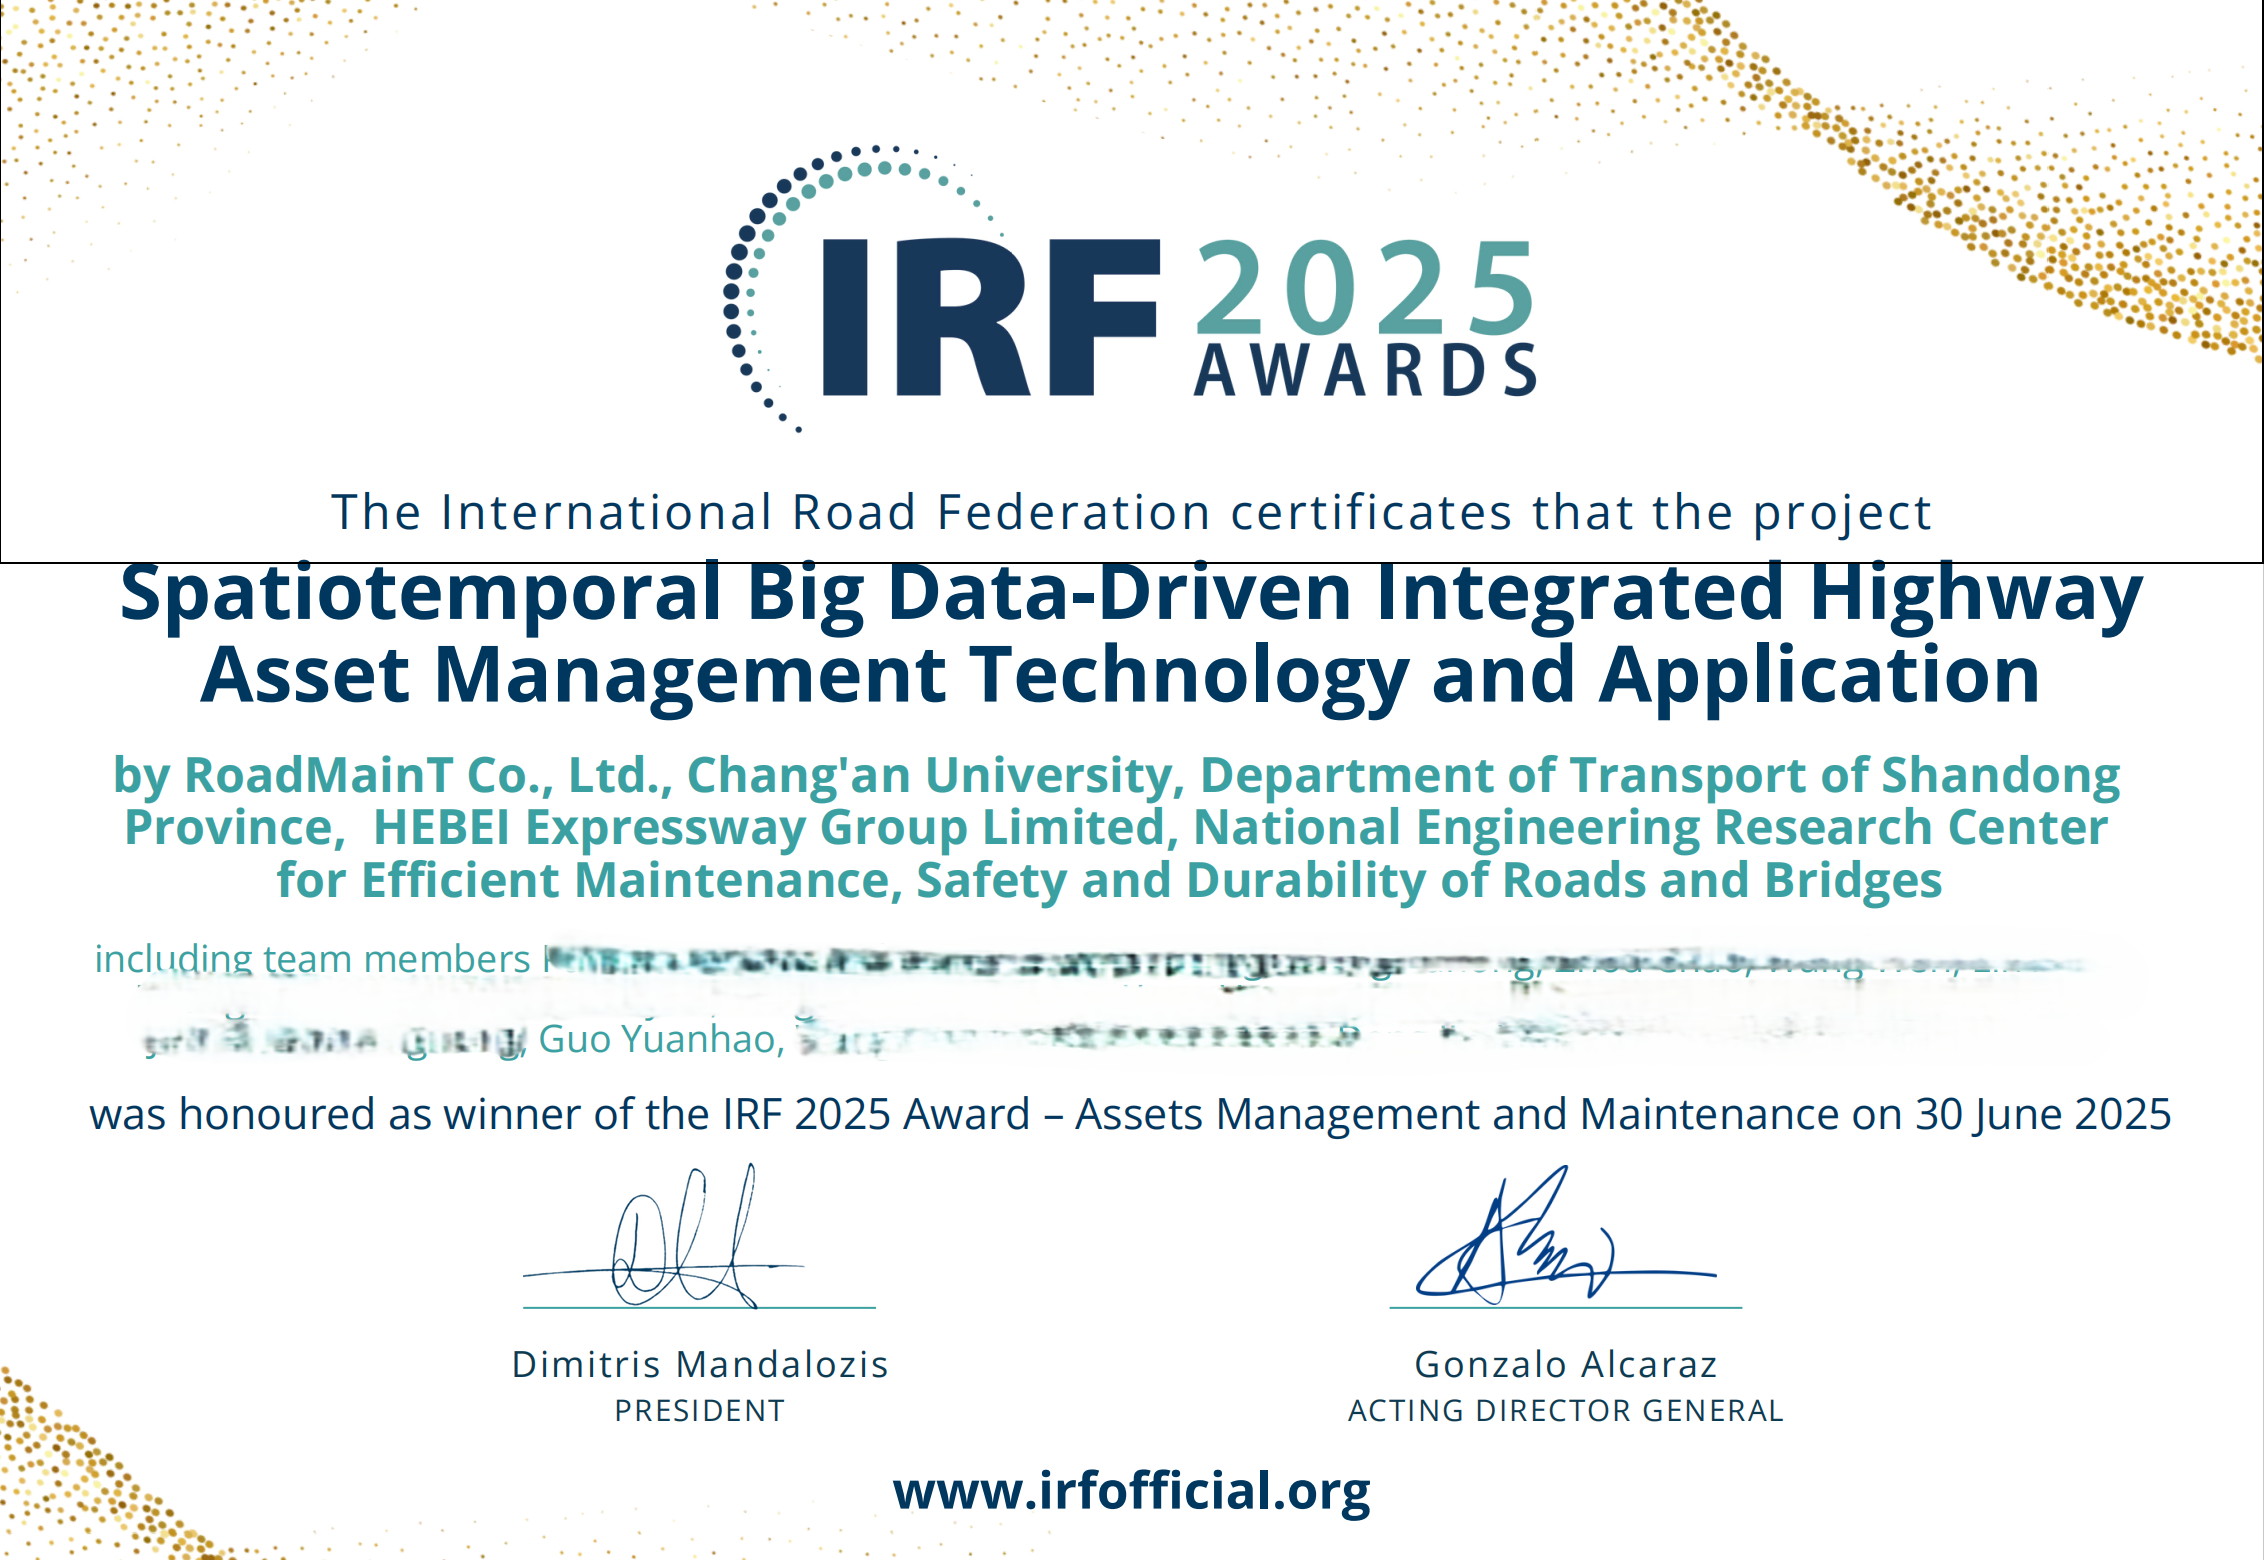 IRF 2025
AWARDS
The International Road Federation certificates that the project
Spatiotemporal Big Data-Driven Integrated Highway
Asset Management Technology and Application
by RoadMainT Co., Ltd., Chang'an University, Department of Transport of Shandong
Province, HEBEI Expressway Group Limited, National Engineering Research Center
for Efficient Maintenance, Safety and Durability of Roads and Bridges
including team members
, Guo Yuanhao,
was honoured as winner of the IRF 2025 Award – Assets Management and Maintenance on 30 June 2025
Dimitris Mandalozis
PRESIDENT
Gonzalo Alcaraz
ACTING DIRECTOR GENERAL
www.irfofficial.org